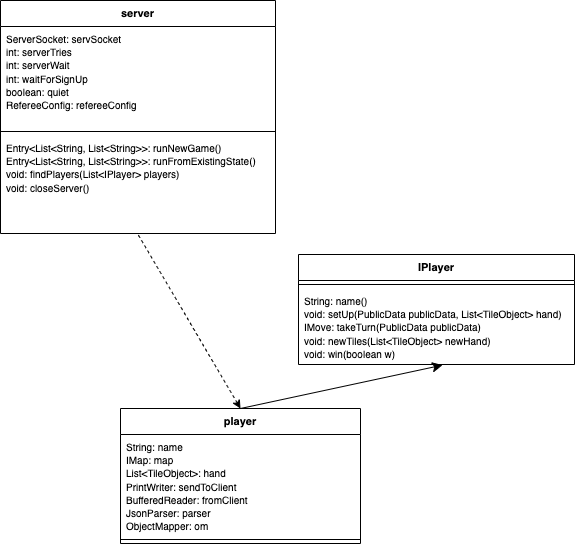 server
ServerSocket: servSocket
int: serverTries
int: serverWait
int: waitForSignUp
boolean: quiet
RefereeConfig: refereeConfig
Entry<List<String, List<String>>: runNewGame()
Entry<List<String, List<String>>: runFromExistingState()
void: findPlayers(List<IPlayer> players)
void: closeServer()
IPlayer
String: name()
void: setUp(PublicData publicData, List<TileObject> hand)
IMove: takeTurn(PublicData publicData)
void: newTiles(List<TileObject> newHand)
void: win(boolean w)
player
String: name
IMap: map
List<TileObject>: hand
PrintWriter: sendToClient
BufferedReader: fromClient
JsonParser: parser
ObjectMapper: om